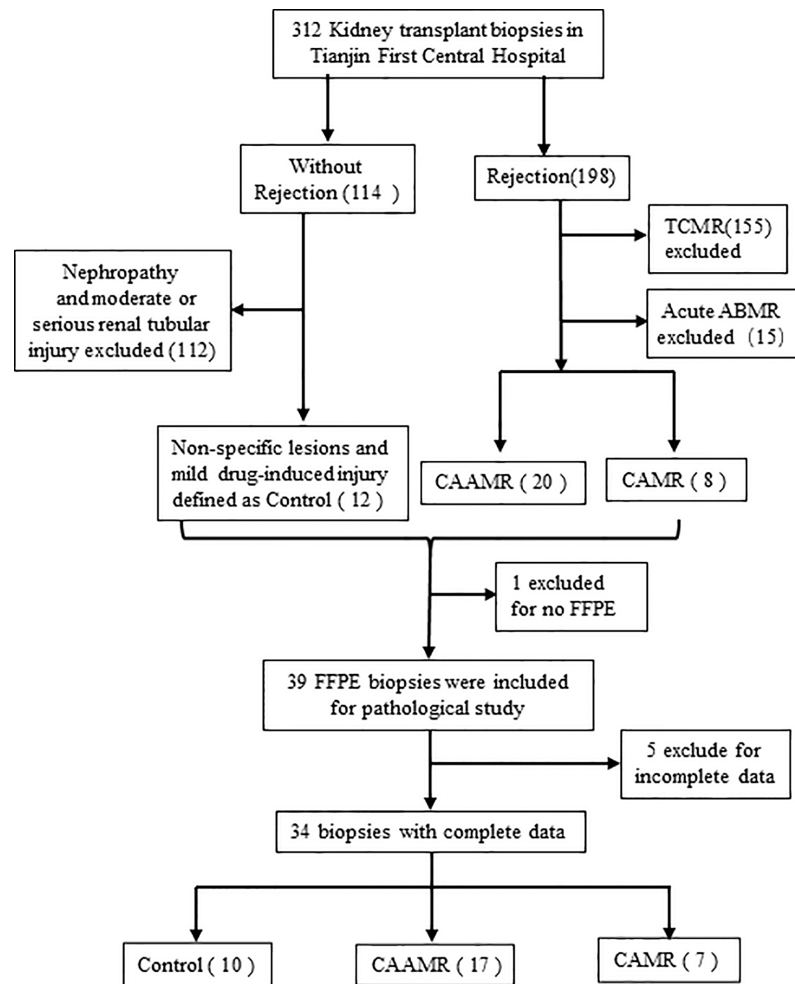 312 Kidney transplant biopsies in
Tianjin First Central Hospital
Without
Rejection (114 )
Rejection(198)
TCMR(155)
excluded
Nephropathy
and moderate or
serious renal tubular
injury excluded (112)
Acute ABMR
excluded (15)
Non-specific lesions and
mild drug-induced injury
defined as Control ( 12 )
CAAMR ( 20 )
CAMR ( 8 )
1 excluded
for no FFPE
39 FFPE biopsies were included
for pathological study
5 exclude for
incomplete data
34 biopsies with complete data
Control ( 10 )
CAAMR ( 17 )
CAMR ( 7 )